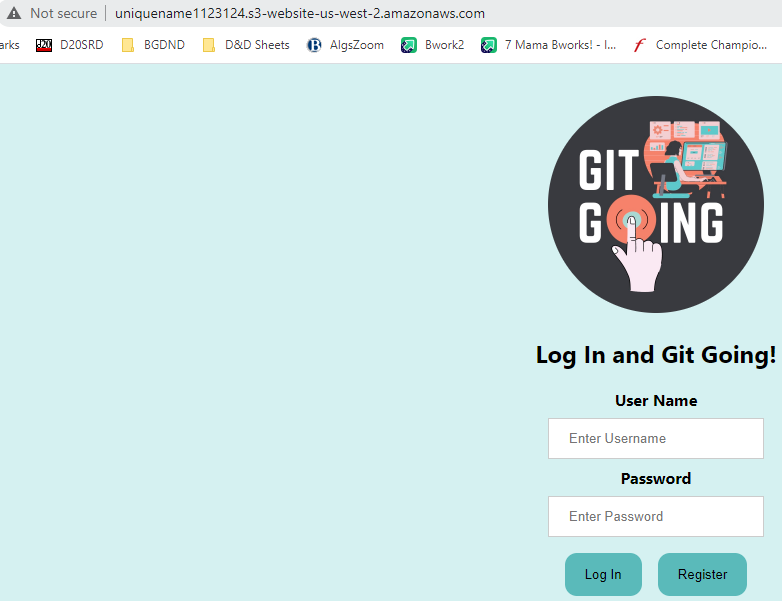 Not secure | uniquename1123124.s3-website-us-west-2.amazonaws.com
arks D20SRD BGDND D&D Sheets AlgsZoom Bwork2 7 Mama Bworks! - I... Complete Champio...
GIT
GOING
Log In and Git Going!
User Name
Enter Username
Password
Enter Password
Log In Register